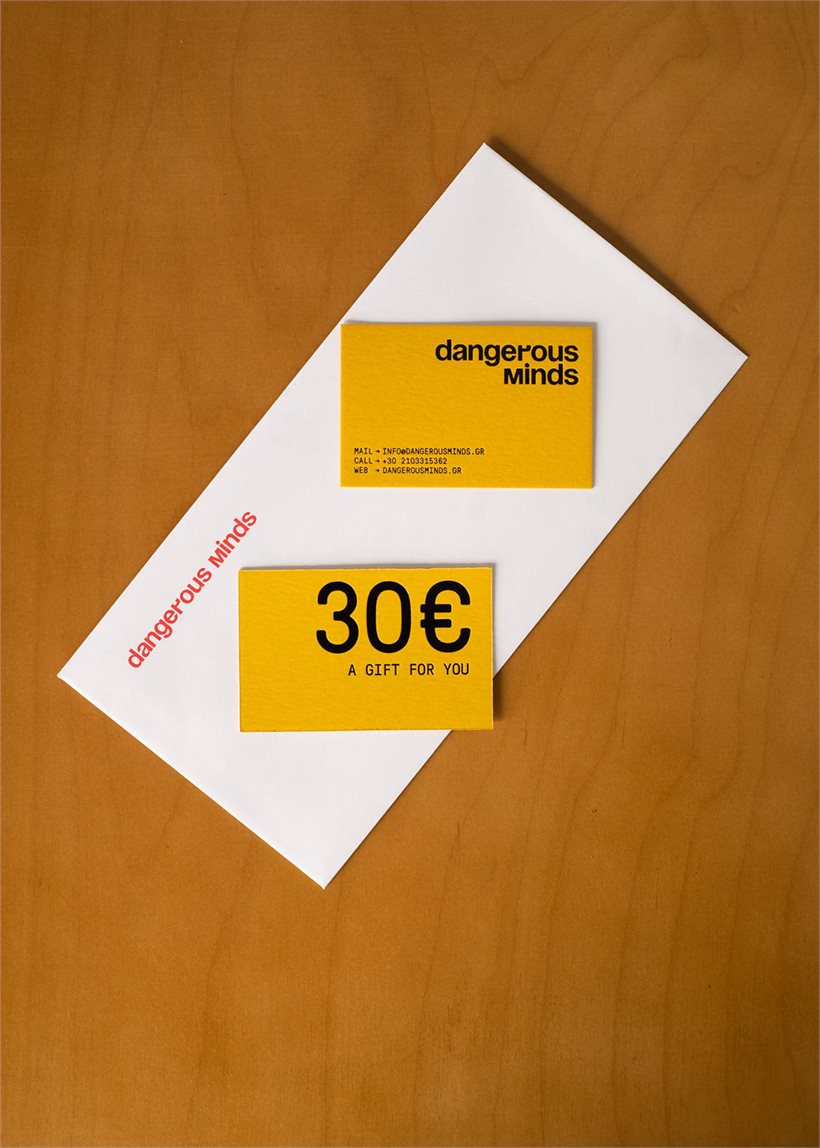 dangerous
Minds
MAIL → INFO@DANGEROUSMINDS.GR
CALL → +30 2103315362
WEB → DANGEROUSMINDS.GR
dangerous Minds
30€
A GIFT FOR YOU